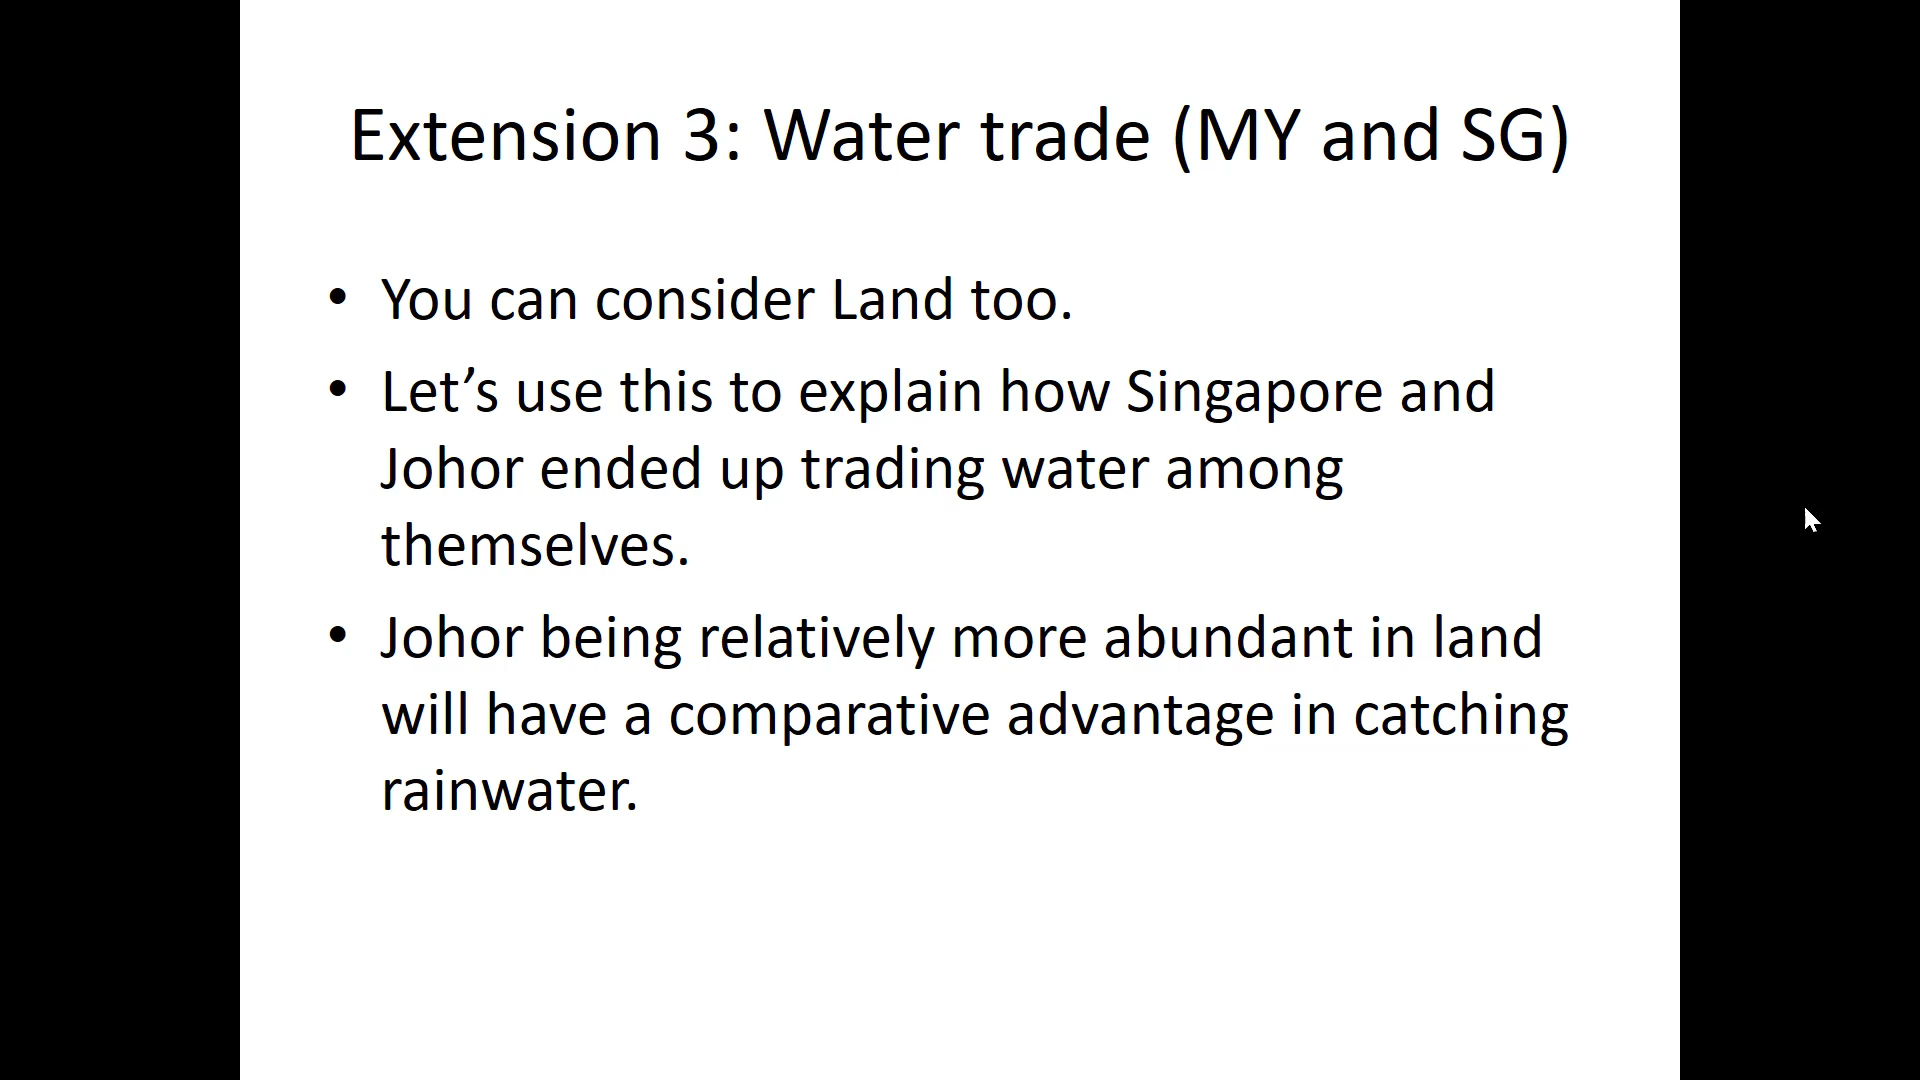 Extension 3: Water trade (MY and SG)
• You can consider Land too.
• Let’s use this to explain how Singapore and
Johor ended up trading water among
themselves.
• Johor being relatively more abundant in land
will have a comparative advantage in catching
rainwater.